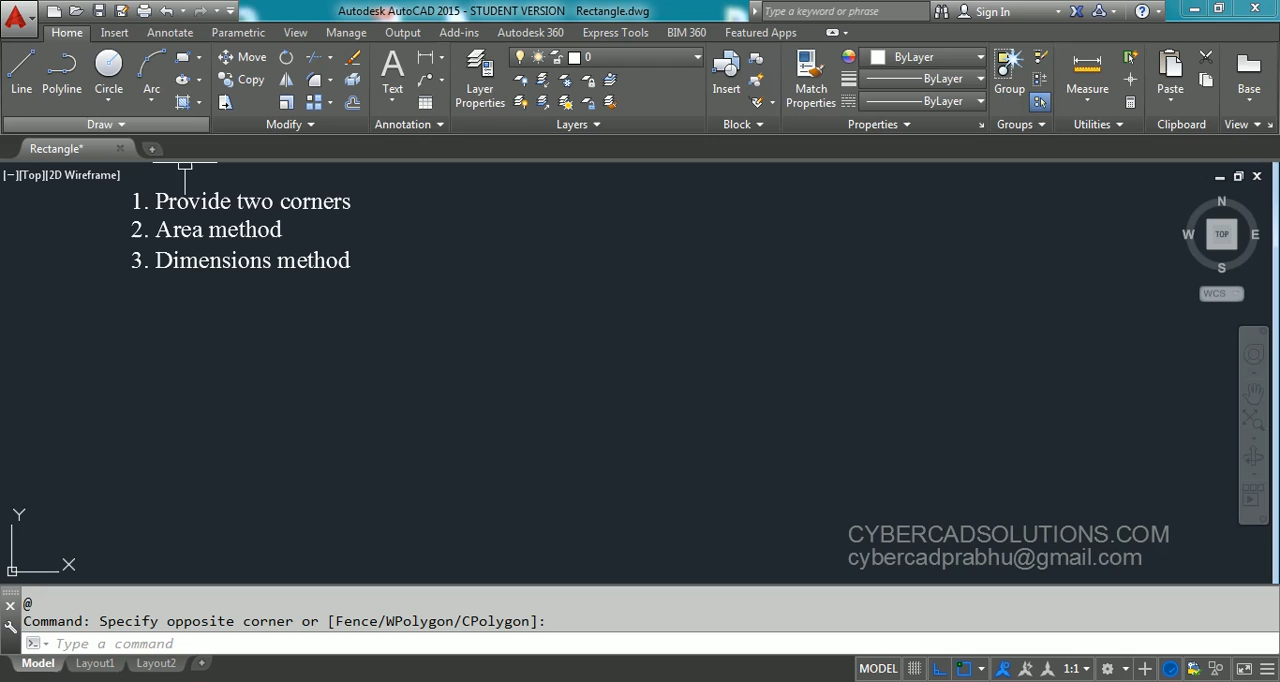 Autodesk AutoCAD 2015 - STUDENT VERSION Rectangle.dwg
Type a keyword or phrase
Sign In
Home Insert Annotate Parametric View Manage Output Add-ins Autodesk 360 Express Tools BIM 360 Featured Apps
Line Polyline Circle Arc
Move
Copy
Text
Layer
Properties
0
Insert
Match
Properties
ByLayer
ByLayer
ByLayer
Group
Measure
Paste
Base
Draw Modify Annotation Layers Block Properties Groups Utilities Clipboard View
Rectangle*
[−][Top][2D Wireframe]
1. Provide two corners
2. Area method
3. Dimensions method
N
W TOP E
S
WCS
Y
X
CYBERCADSOLUTIONS.COM
cybercadprabhu@gmail.com
@
Command: Specify opposite corner or [Fence/WPolygon/CPolygon]:
Type a command
Model Layout1 Layout2
MODEL 1:1